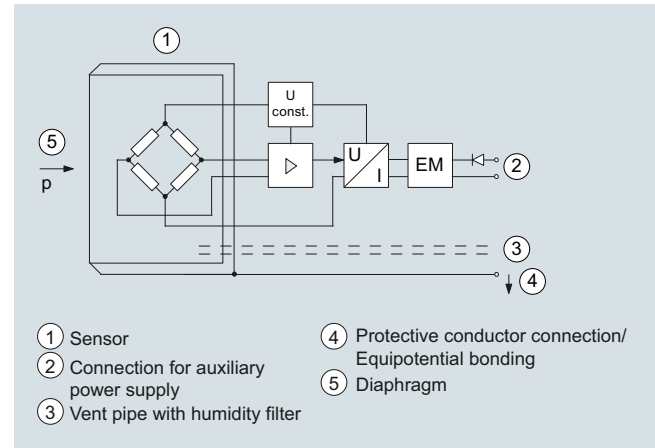 1
U
const.
5
p
U
I
EM
2
3
4
1 Sensor
2 Connection for auxiliary
power supply
3 Vent pipe with humidity filter
4 Protective conductor connection/
Equipotential bonding
5 Diaphragm